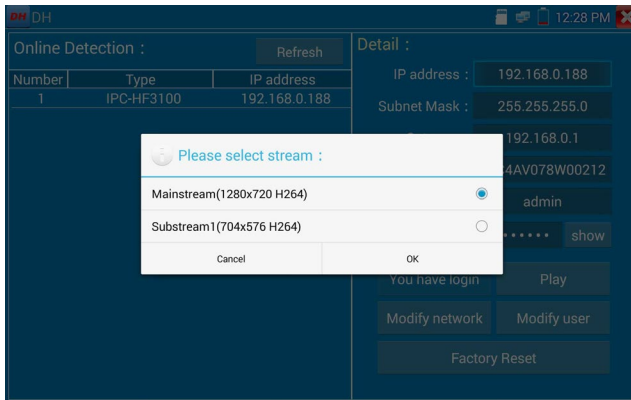 DH DH
12:28 PM
Online Detection :
Refresh
Number Type IP address
1 IPC-HF3100 192.168.0.188
Detail :
IP address : 192.168.0.188
Subnet Mask : 255.255.255.0
192.168.0.1
4AV078W00212
admin
•••••• show
Please select stream :
Mainstream(1280x720 H264)
Substream1(704x576 H264)
Cancel OK
You have login Play
Modify network Modify user
Factory Reset